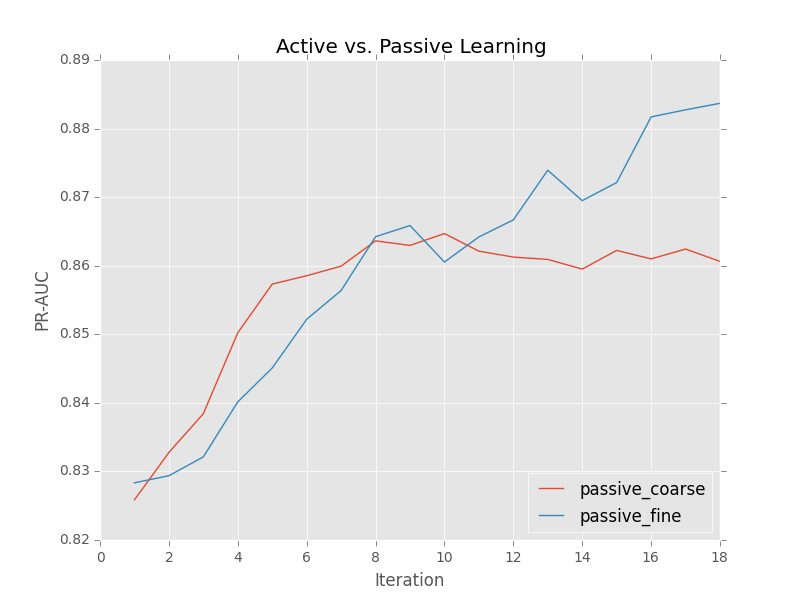 Active vs. Passive Learning
0.89
0.88
0.87
0.86
0.85
0.84
0.83
0.82
PR-AUC
passive_coarse
passive_fine
0 2 4 6 8 10 12 14 16 18
Iteration